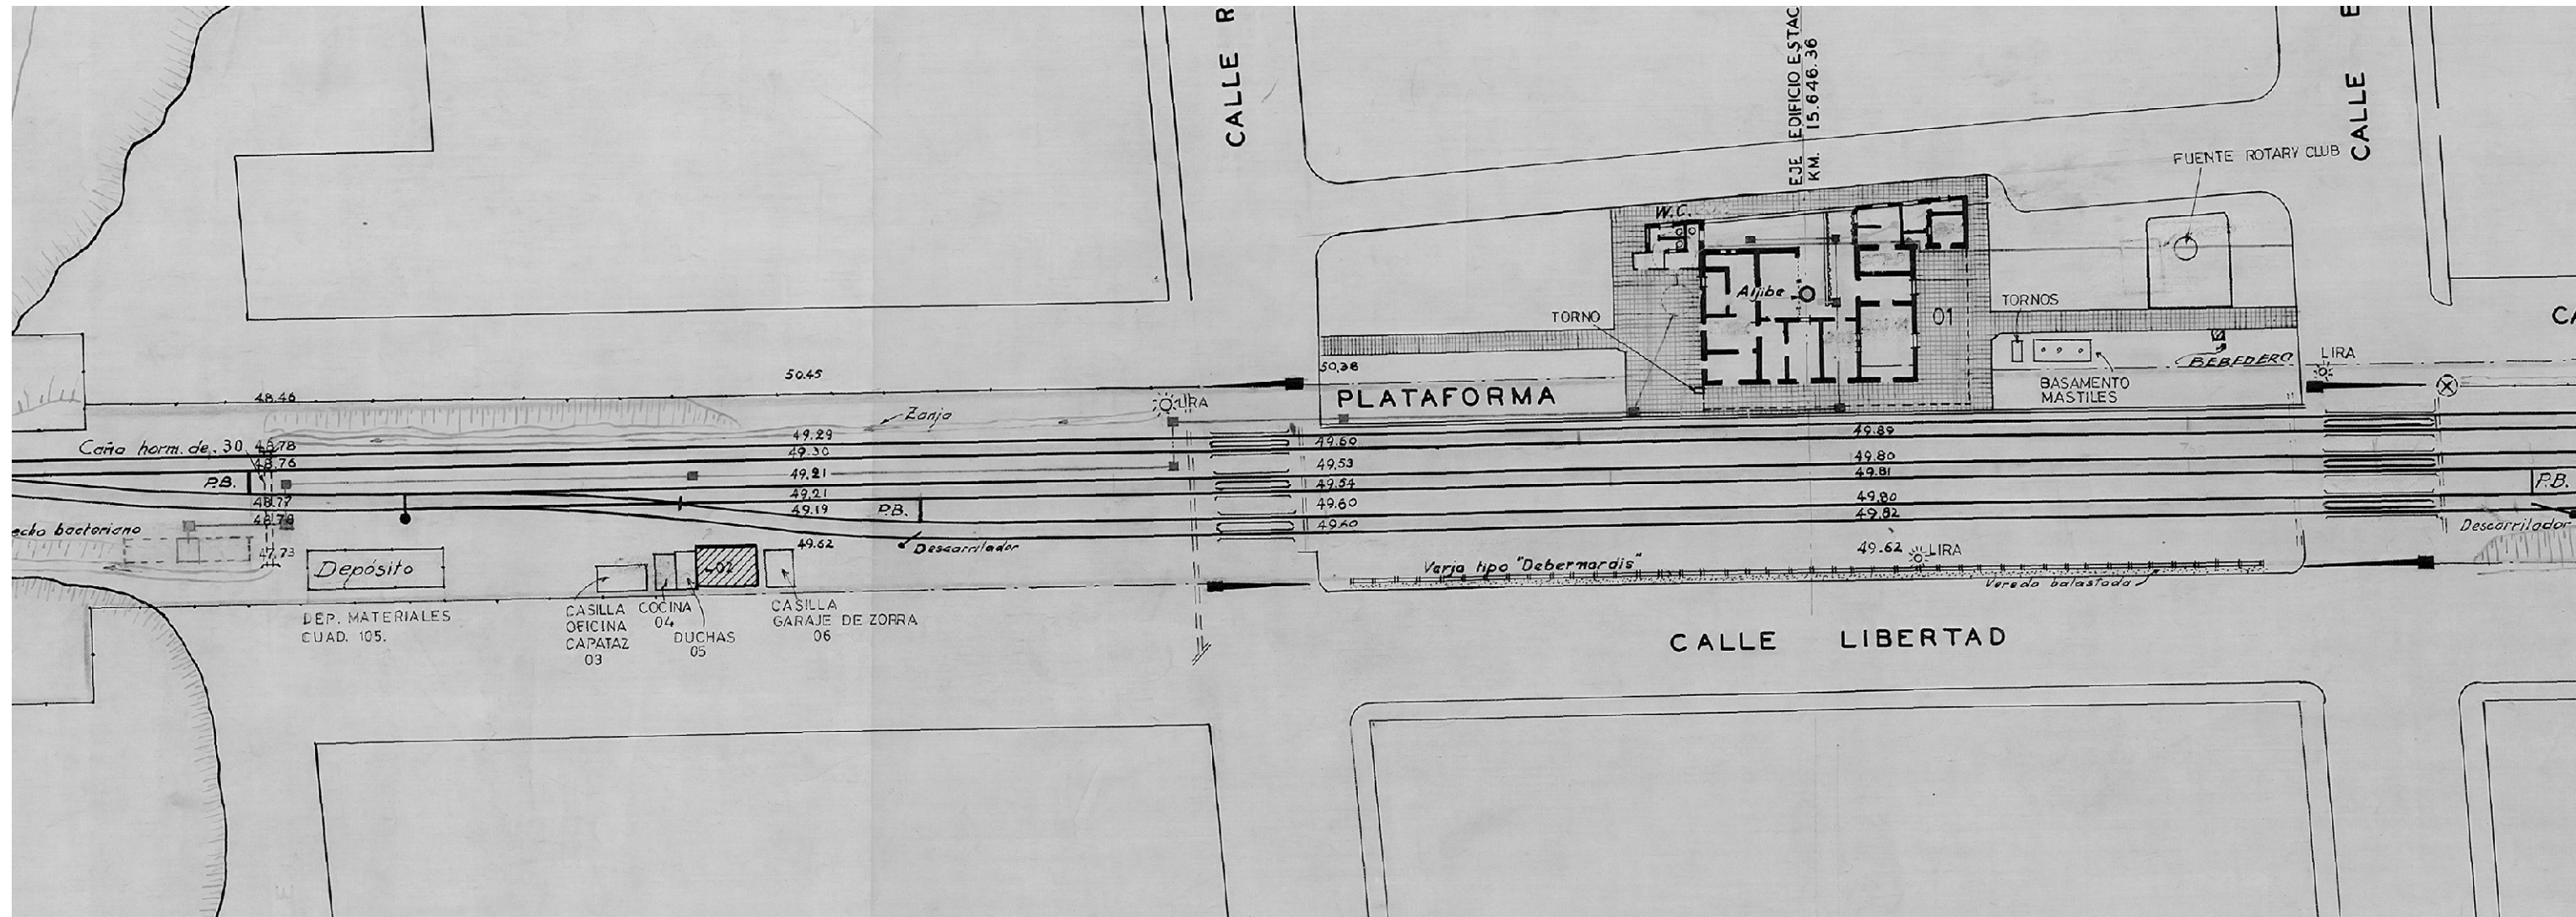 CALLE R
EJE EDIFICIO ESTAC
KM. 15.646.36
CALLE E
FUENTE ROTARY CLUB
W.C.
Aljibe
TORNO
01
TORNOS
BEBEDERO
LIRA
BASAMENTO
MASTILES
50.45
50,38
PLATAFORMA
48.46
LIRA
Zanja
Caño horm. de .30
48.78
48.76
P.B.
48.77
48.78
47.73
49.29
49.30
49.21
49.21
49.19
49.62
P.B.
Descarrilador
49.60
49.53
49.54
49.60
49.60
49.89
49.80
49.81
49.80
49.82
49.62
LIRA
P.B.
Descarrilador
echo bacteriano
Depósito
DEP. MATERIALES
CUAD. 105.
CASILLA
OFICINA
CAPATAZ
03
COCINA
04
DUCHAS
05
02
CASILLA
GARAJE DE ZORRA
06
Verja tipo "Debernardis"
Vereda balastada
CALLE LIBERTAD